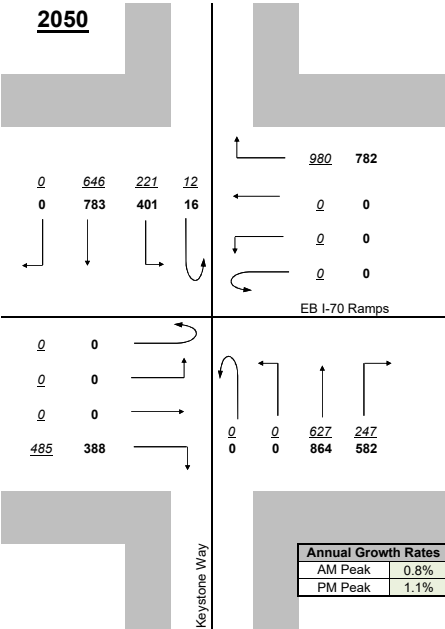 2050
980 782
0 646 221 12
0 783 401 16
0 0
0 0
0 0
EB I-70 Ramps
0 0
0 0
0 0
485 388
0 0 627 247
0 0 864 582
Keystone Way
Annual Growth Rates
AM Peak 0.8%
PM Peak 1.1%